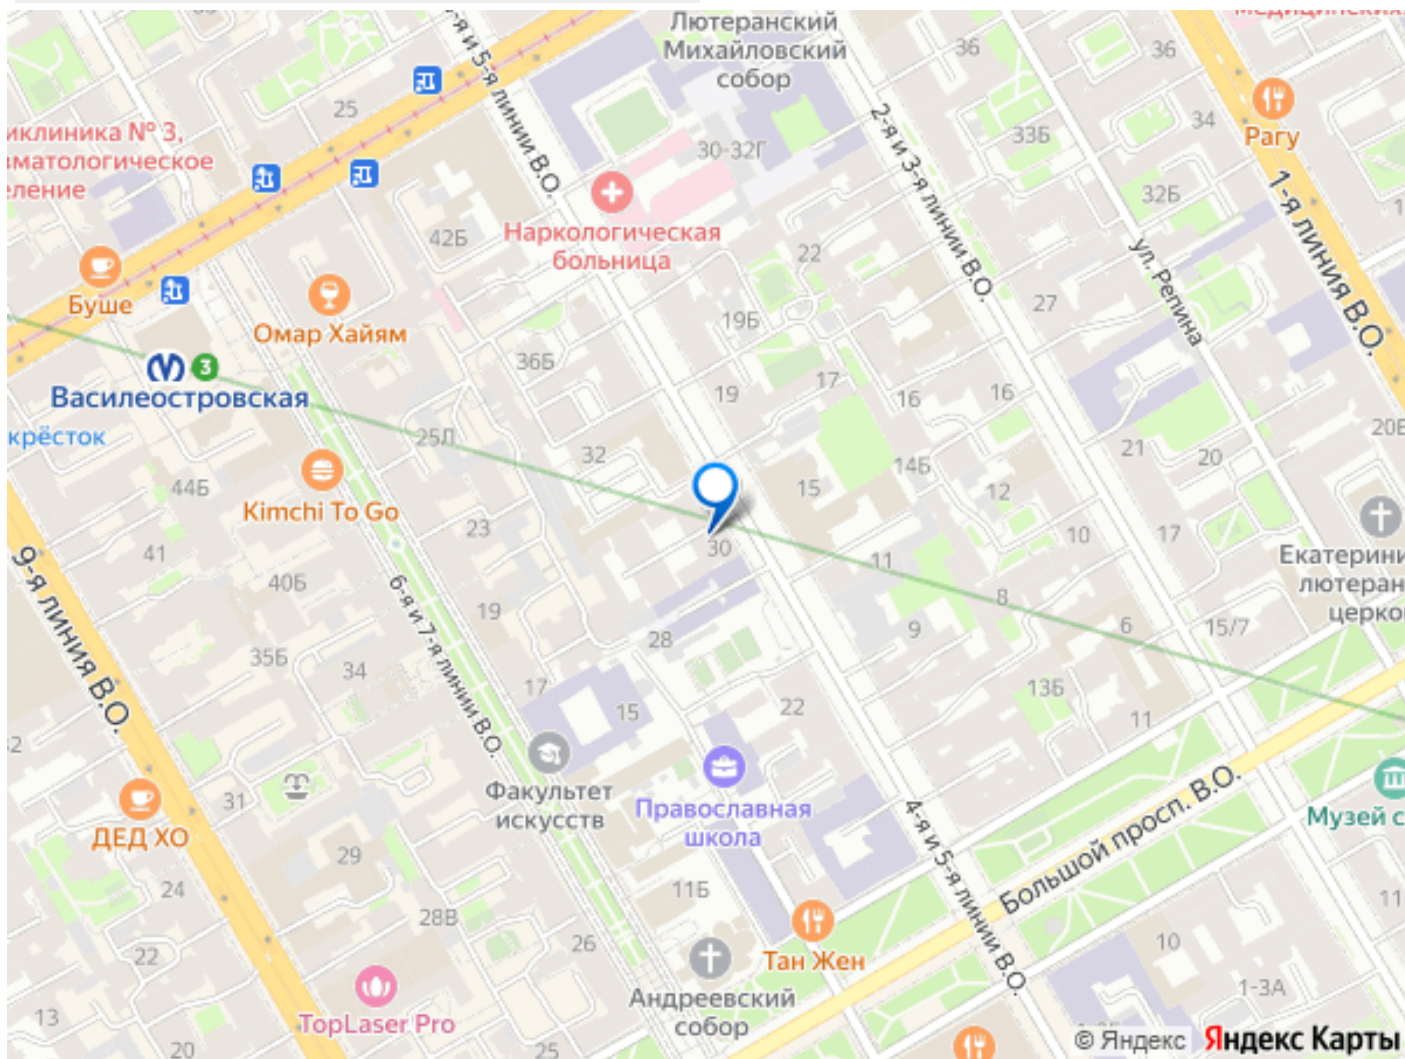 Лютеранский
Михайловский
собор
36
36
25
34
Рагу
33Б
30-32Г
2-я и 3-я линии В.О.
я и 5-я линии В.О.
1-я линия В.О.
иклиника № 3,
матологическое
еление
32Б
Наркологическая
больница
42Б
22
ул. Репина
Буше
Омар Хайям
27
19Б
36Б
Василеостровская
3
19
17
16
16
крёсток
25Л
32
21
20
20Б
14Б
44Б
15
12
Kimchi To Go
23
30
10
17
41
11
Екатерини
лютеран
церко
9-я линия В.О.
40Б
6-я и 7-я линии В.О.
19
8
9
6
15/7
28
35Б
34
17
13Б
15
22
11
Факультет
искусств
Православная
школа
4-я и 5-я линии В.О.
Большой просп. В.О.
Музей с
31
ДЕД ХО
29
24
11Б
11
28В
26
22
Тан Жен
10
Андреевский
собор
1-3А
TopLaser Pro
13
20
25
© Яндекс Яндекс Карты